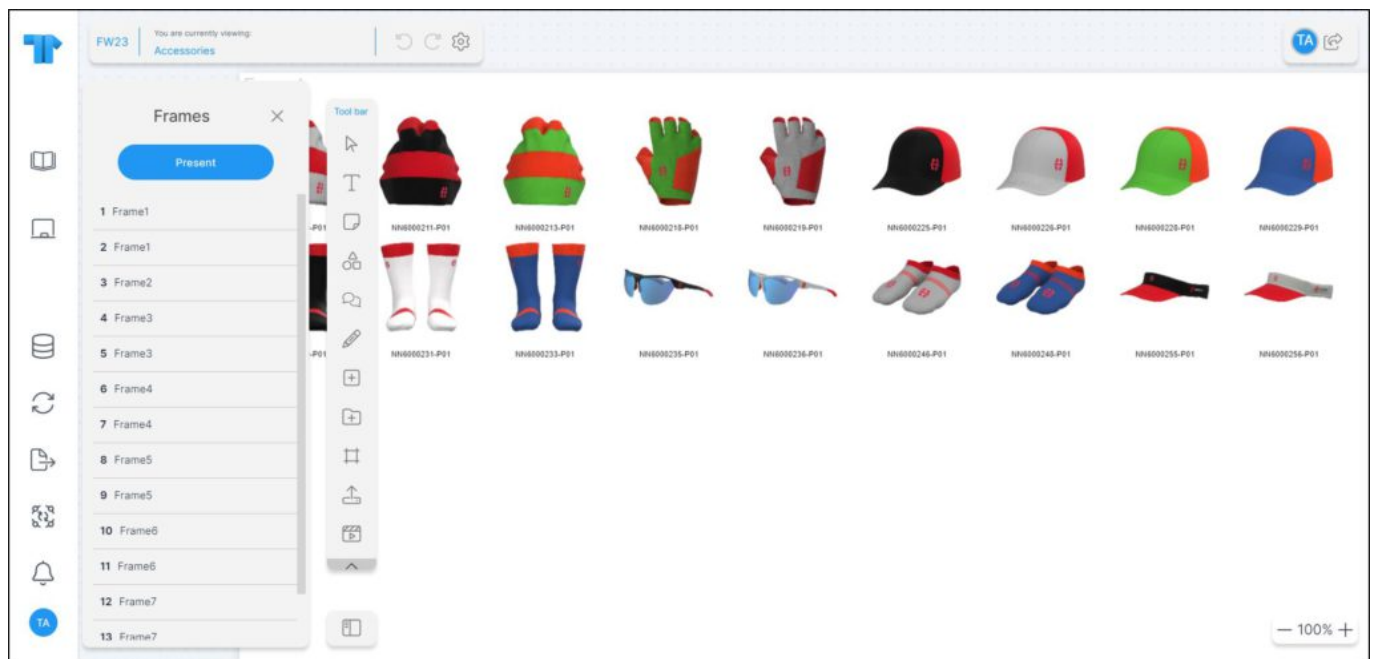 FW23
You are currently viewing:
Accessories
TA
Frames
Present
1 Frame1
2 Frame1
3 Frame2
4 Frame3
5 Frame3
6 Frame4
7 Frame4
8 Frame5
9 Frame5
10 Frame6
11 Frame6
12 Frame7
13 Frame7
Tool bar
-P01 NN6000211-P01 NN6000213-P01 NN6000218-P01 NN6000219-P01 NN6000225-P01 NN6000226-P01 NN6000228-P01 NN6000229-P01
-P01 NN6000231-P01 NN6000233-P01 NN6000235-P01 NN6000236-P01 NN6000246-P01 NN6000248-P01 NN6000255-P01 NN6000256-P01
TA
100%